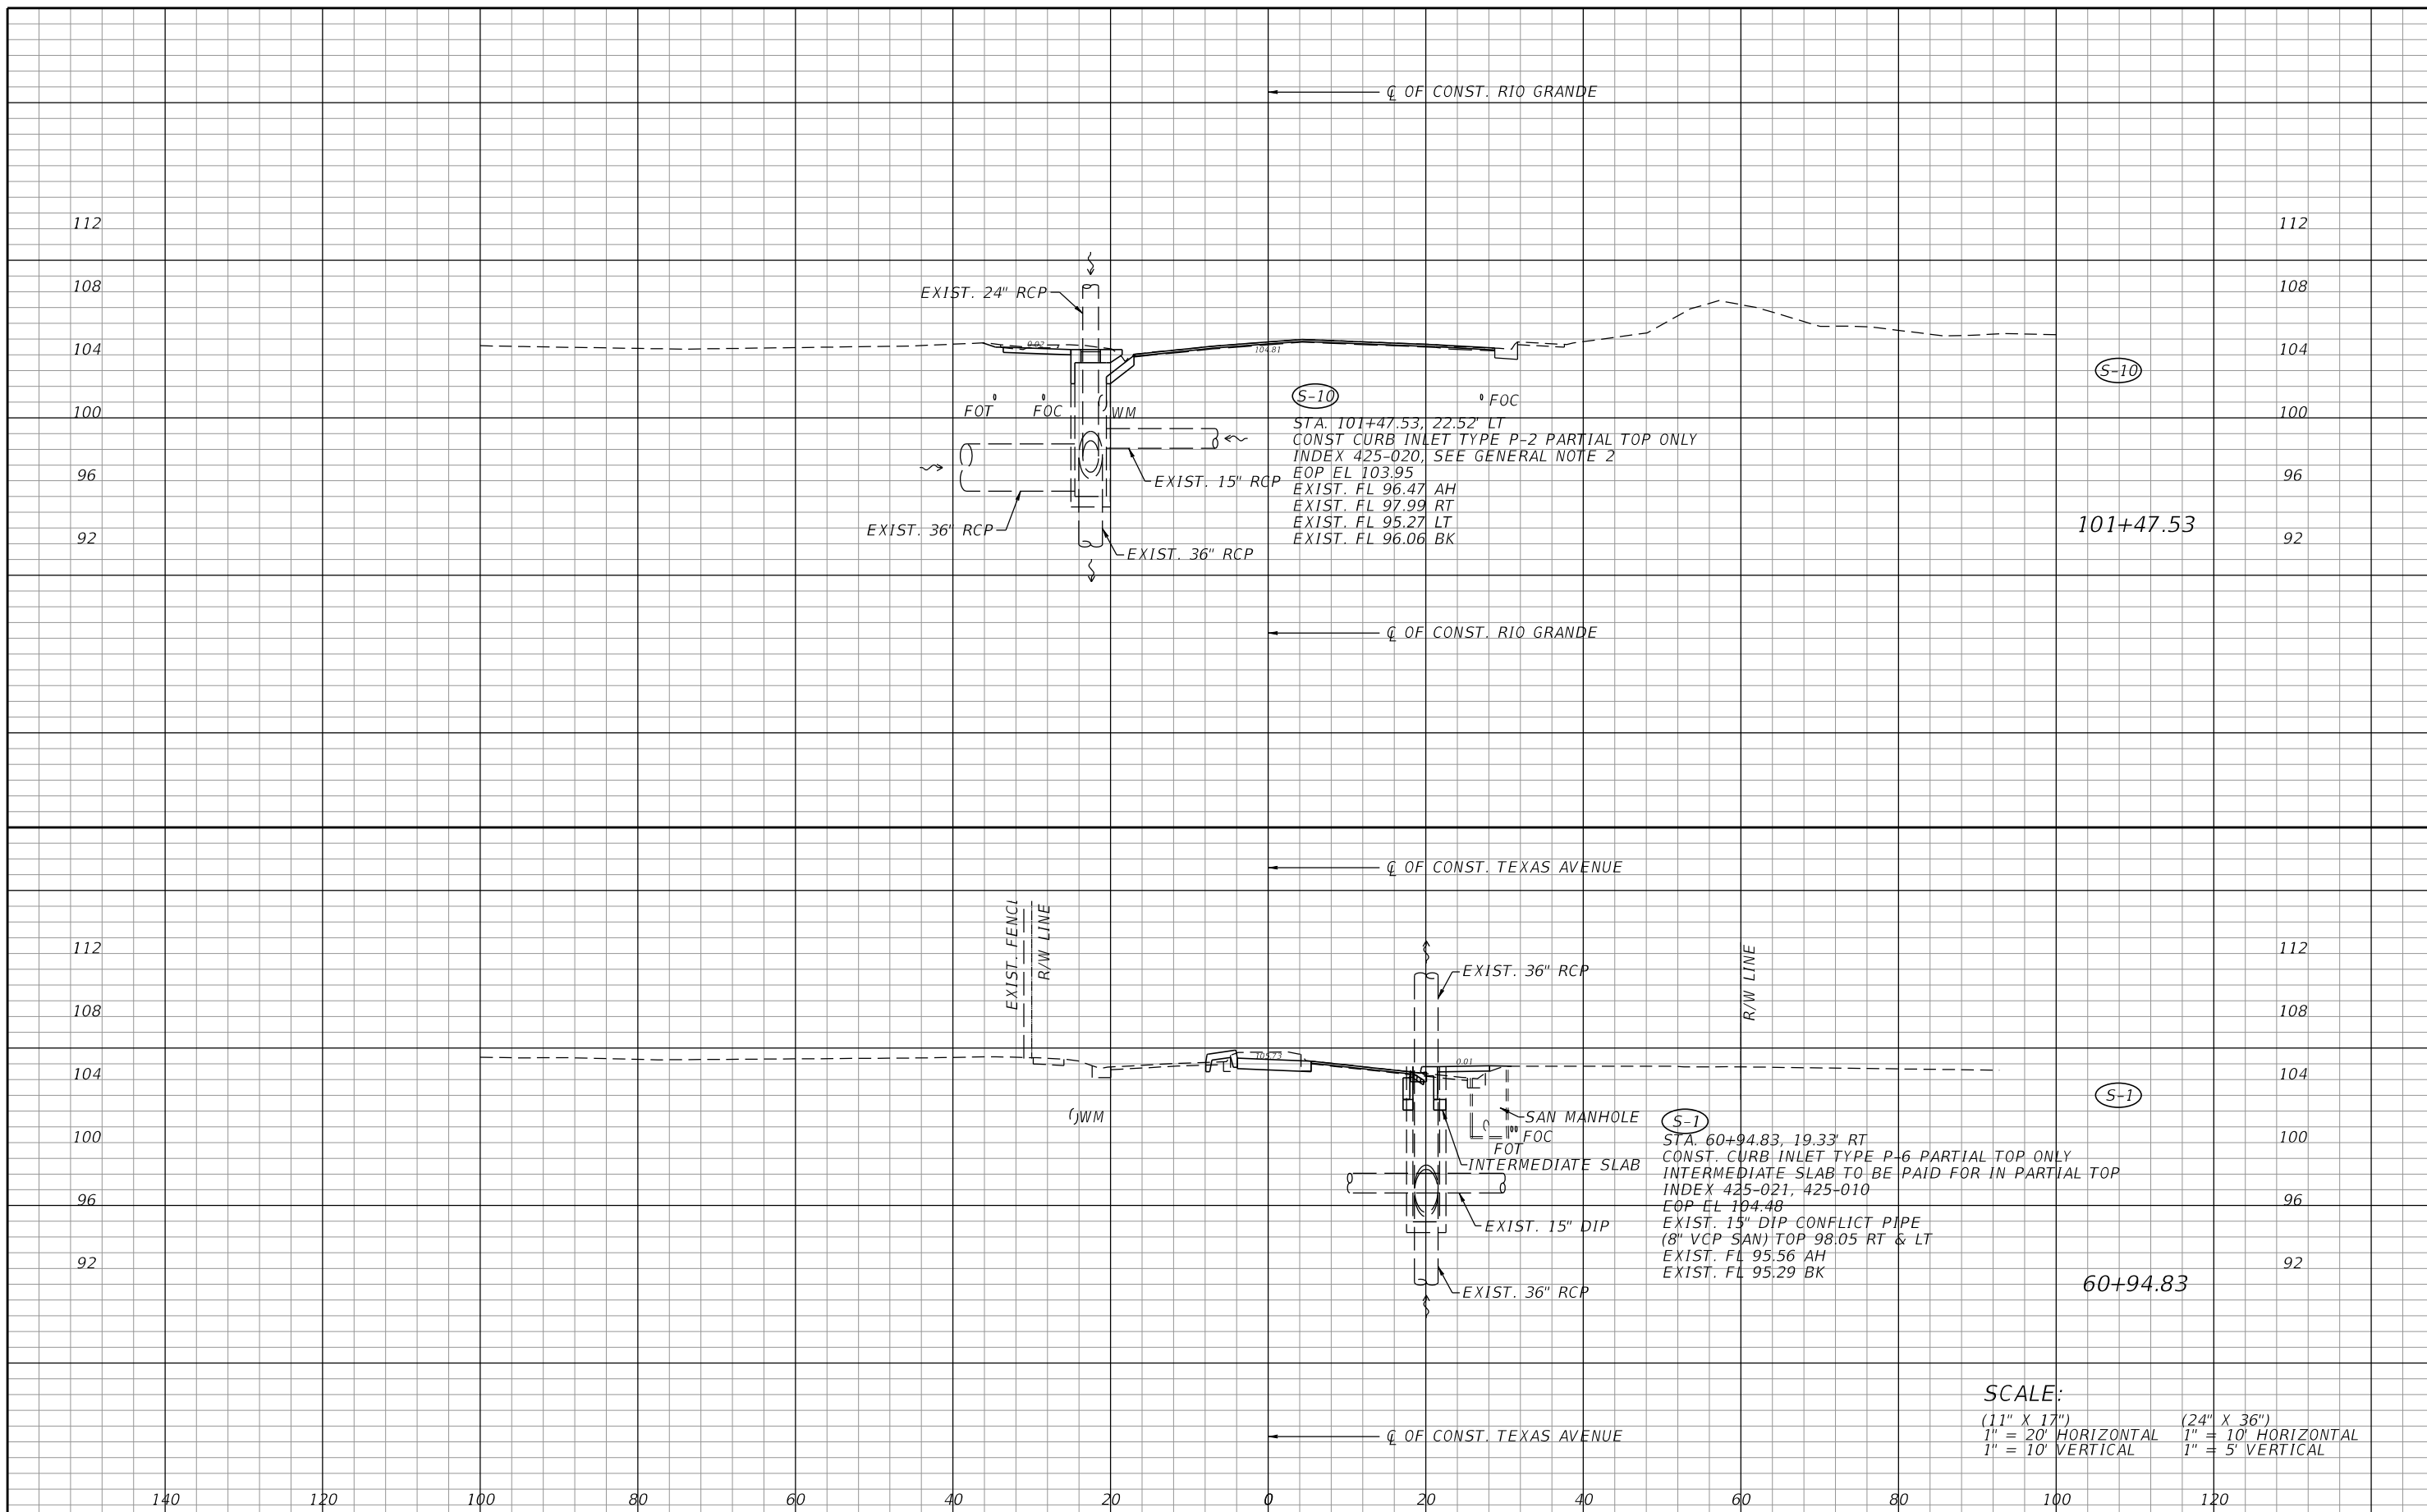 ℄ OF CONST. RIO GRANDE
112 112
108 108
EXIST. 24" RCP
104 104
0.02
104.81
S-10
S-10
FOT FOC WM FOC
100 100
STA. 101+47.53, 22.52' LT
CONST CURB INLET TYPE P-2 PARTIAL TOP ONLY
INDEX 425-020, SEE GENERAL NOTE 2
EOP EL 103.95
EXIST. FL 96.47 AH
EXIST. FL 97.99 RT
EXIST. FL 95.27 LT
EXIST. FL 96.06 BK
96 96
EXIST. 15" RCP
EXIST. 36" RCP
EXIST. 36" RCP
101+47.53
92 92
℄ OF CONST. RIO GRANDE
℄ OF CONST. TEXAS AVENUE
R/W LINE
R/W LINE
112 112
EXIST. 36" RCP
108 108
105.73
0.01
104 104
S-1
WM
SAN MANHOLE
S-1
FOC
FOT
100 100
INTERMEDIATE SLAB
STA. 60+94.83, 19.33' RT
CONST. CURB INLET TYPE P-6 PARTIAL TOP ONLY
INTERMEDIATE SLAB TO BE PAID FOR IN PARTIAL TOP
INDEX 425-021, 425-010
EOP EL 104.48
EXIST. 15" DIP CONFLICT PIPE
(8" VCP SAN) TOP 98.05 RT & LT
EXIST. FL 95.56 AH
EXIST. FL 95.29 BK
96 96
EXIST. 15" DIP
92 92
60+94.83
EXIST. 36" RCP
SCALE:
(11" X 17") (24" X 36")
1" = 20' HORIZONTAL 1" = 10' HORIZONTAL
1" = 10' VERTICAL 1" = 5' VERTICAL
℄ OF CONST. TEXAS AVENUE
140 120 100 80 60 40 20 0 20 40 60 80 100 120
EXIST.